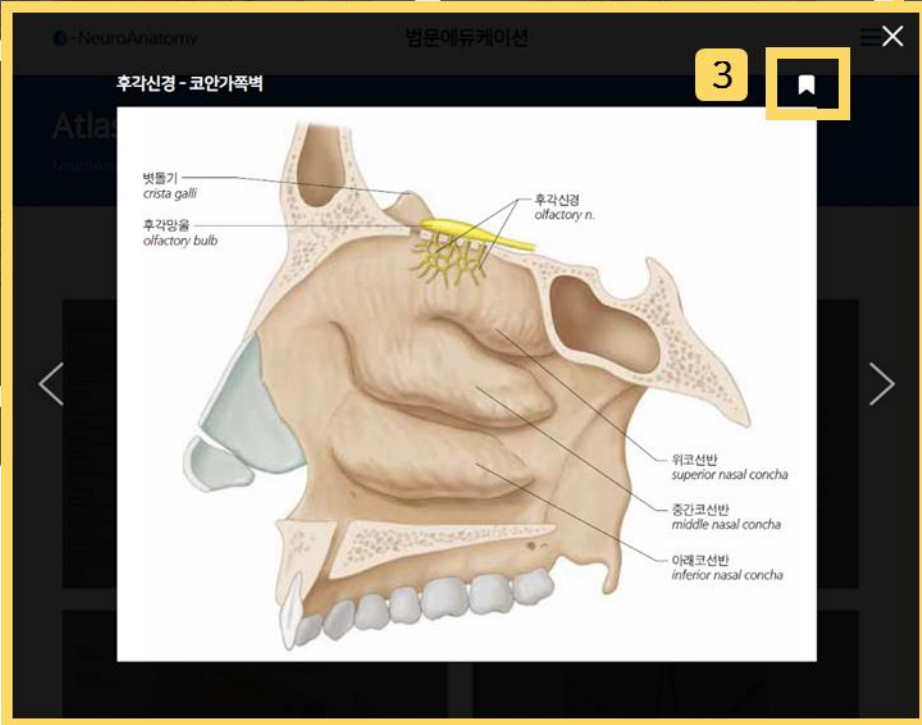 e-NeuroAnatomy
범문에듀케이션
3
후각신경 - 코안가쪽벽
Atlas
볏돌기
crista galli
후각신경
olfactory n.
후각망울
olfactory bulb
위코선반
superior nasal concha
중간코선반
middle nasal concha
아래코선반
inferior nasal concha